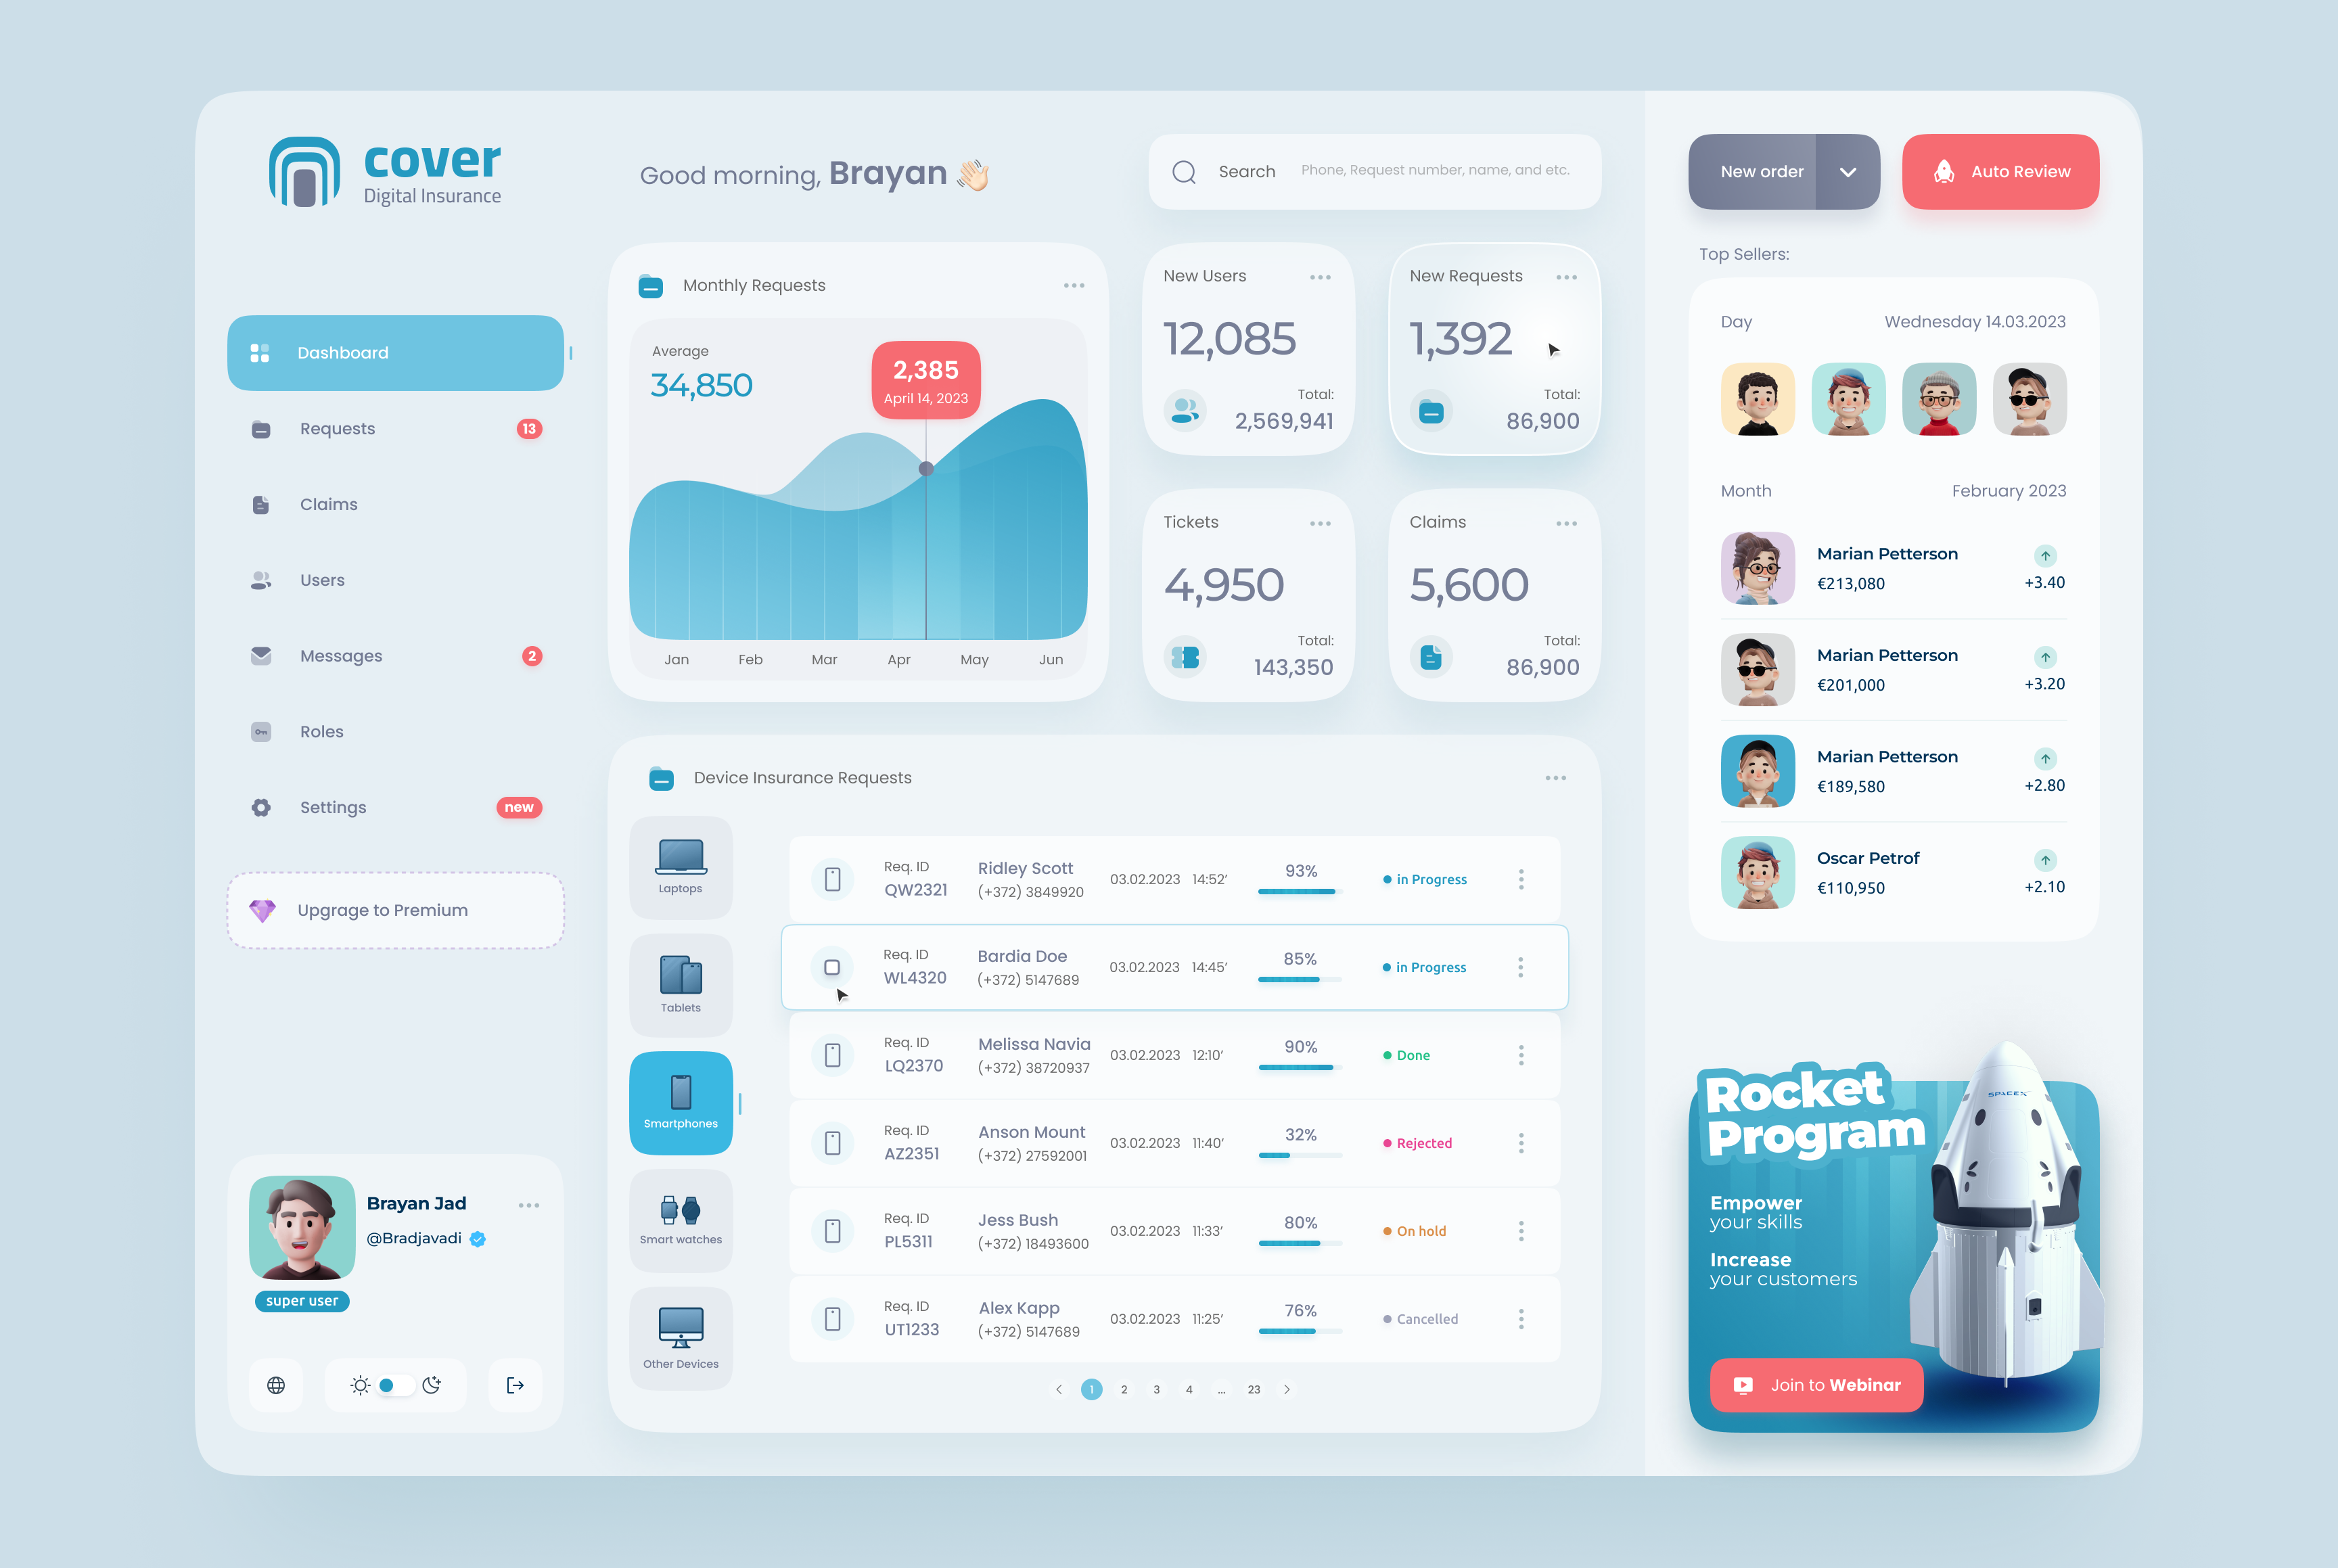 cover
Digital Insurance
Dashboard
Requests 13
Claims
Users
Messages 2
Roles
Settings new
Upgrage to Premium
Brayan Jad
@Bradjavadi
super user
Good morning, Brayan
Search Phone, Request number, name, and etc.
Monthly Requests
Average
34,850
2,385
April 14, 2023
Jan Feb Mar Apr May Jun
New Users
12,085
Total:
2,569,941
New Requests
1,392
Total:
86,900
Tickets
4,950
Total:
143,350
Claims
5,600
Total:
86,900
Device Insurance Requests
Laptops
Tablets
Smartphones
Smart watches
Other Devices
Req. ID Ridley Scott 93%
QW2321 (+372) 3849920 03.02.2023 14:52’ in Progress
Req. ID Bardia Doe 85%
WL4320 (+372) 5147689 03.02.2023 14:45’ in Progress
Req. ID Melissa Navia 90%
LQ2370 (+372) 38720937 03.02.2023 12:10’ Done
Req. ID Anson Mount 32%
AZ2351 (+372) 27592001 03.02.2023 11:40’ Rejected
Req. ID Jess Bush 80%
PL5311 (+372) 18493600 03.02.2023 11:33’ On hold
Req. ID Alex Kapp 76%
UT1233 (+372) 5147689 03.02.2023 11:25’ Cancelled
1 2 3 4 ... 23
New order
Auto Review
Top Sellers:
Day Wednesday 14.03.2023
Month February 2023
Marian Petterson
€213,080 +3.40
Marian Petterson
€201,000 +3.20
Marian Petterson
€189,580 +2.80
Oscar Petrof
€110,950 +2.10
Rocket
Program
SPACEX
Empower
your skills
Increase
your customers
Join to Webinar